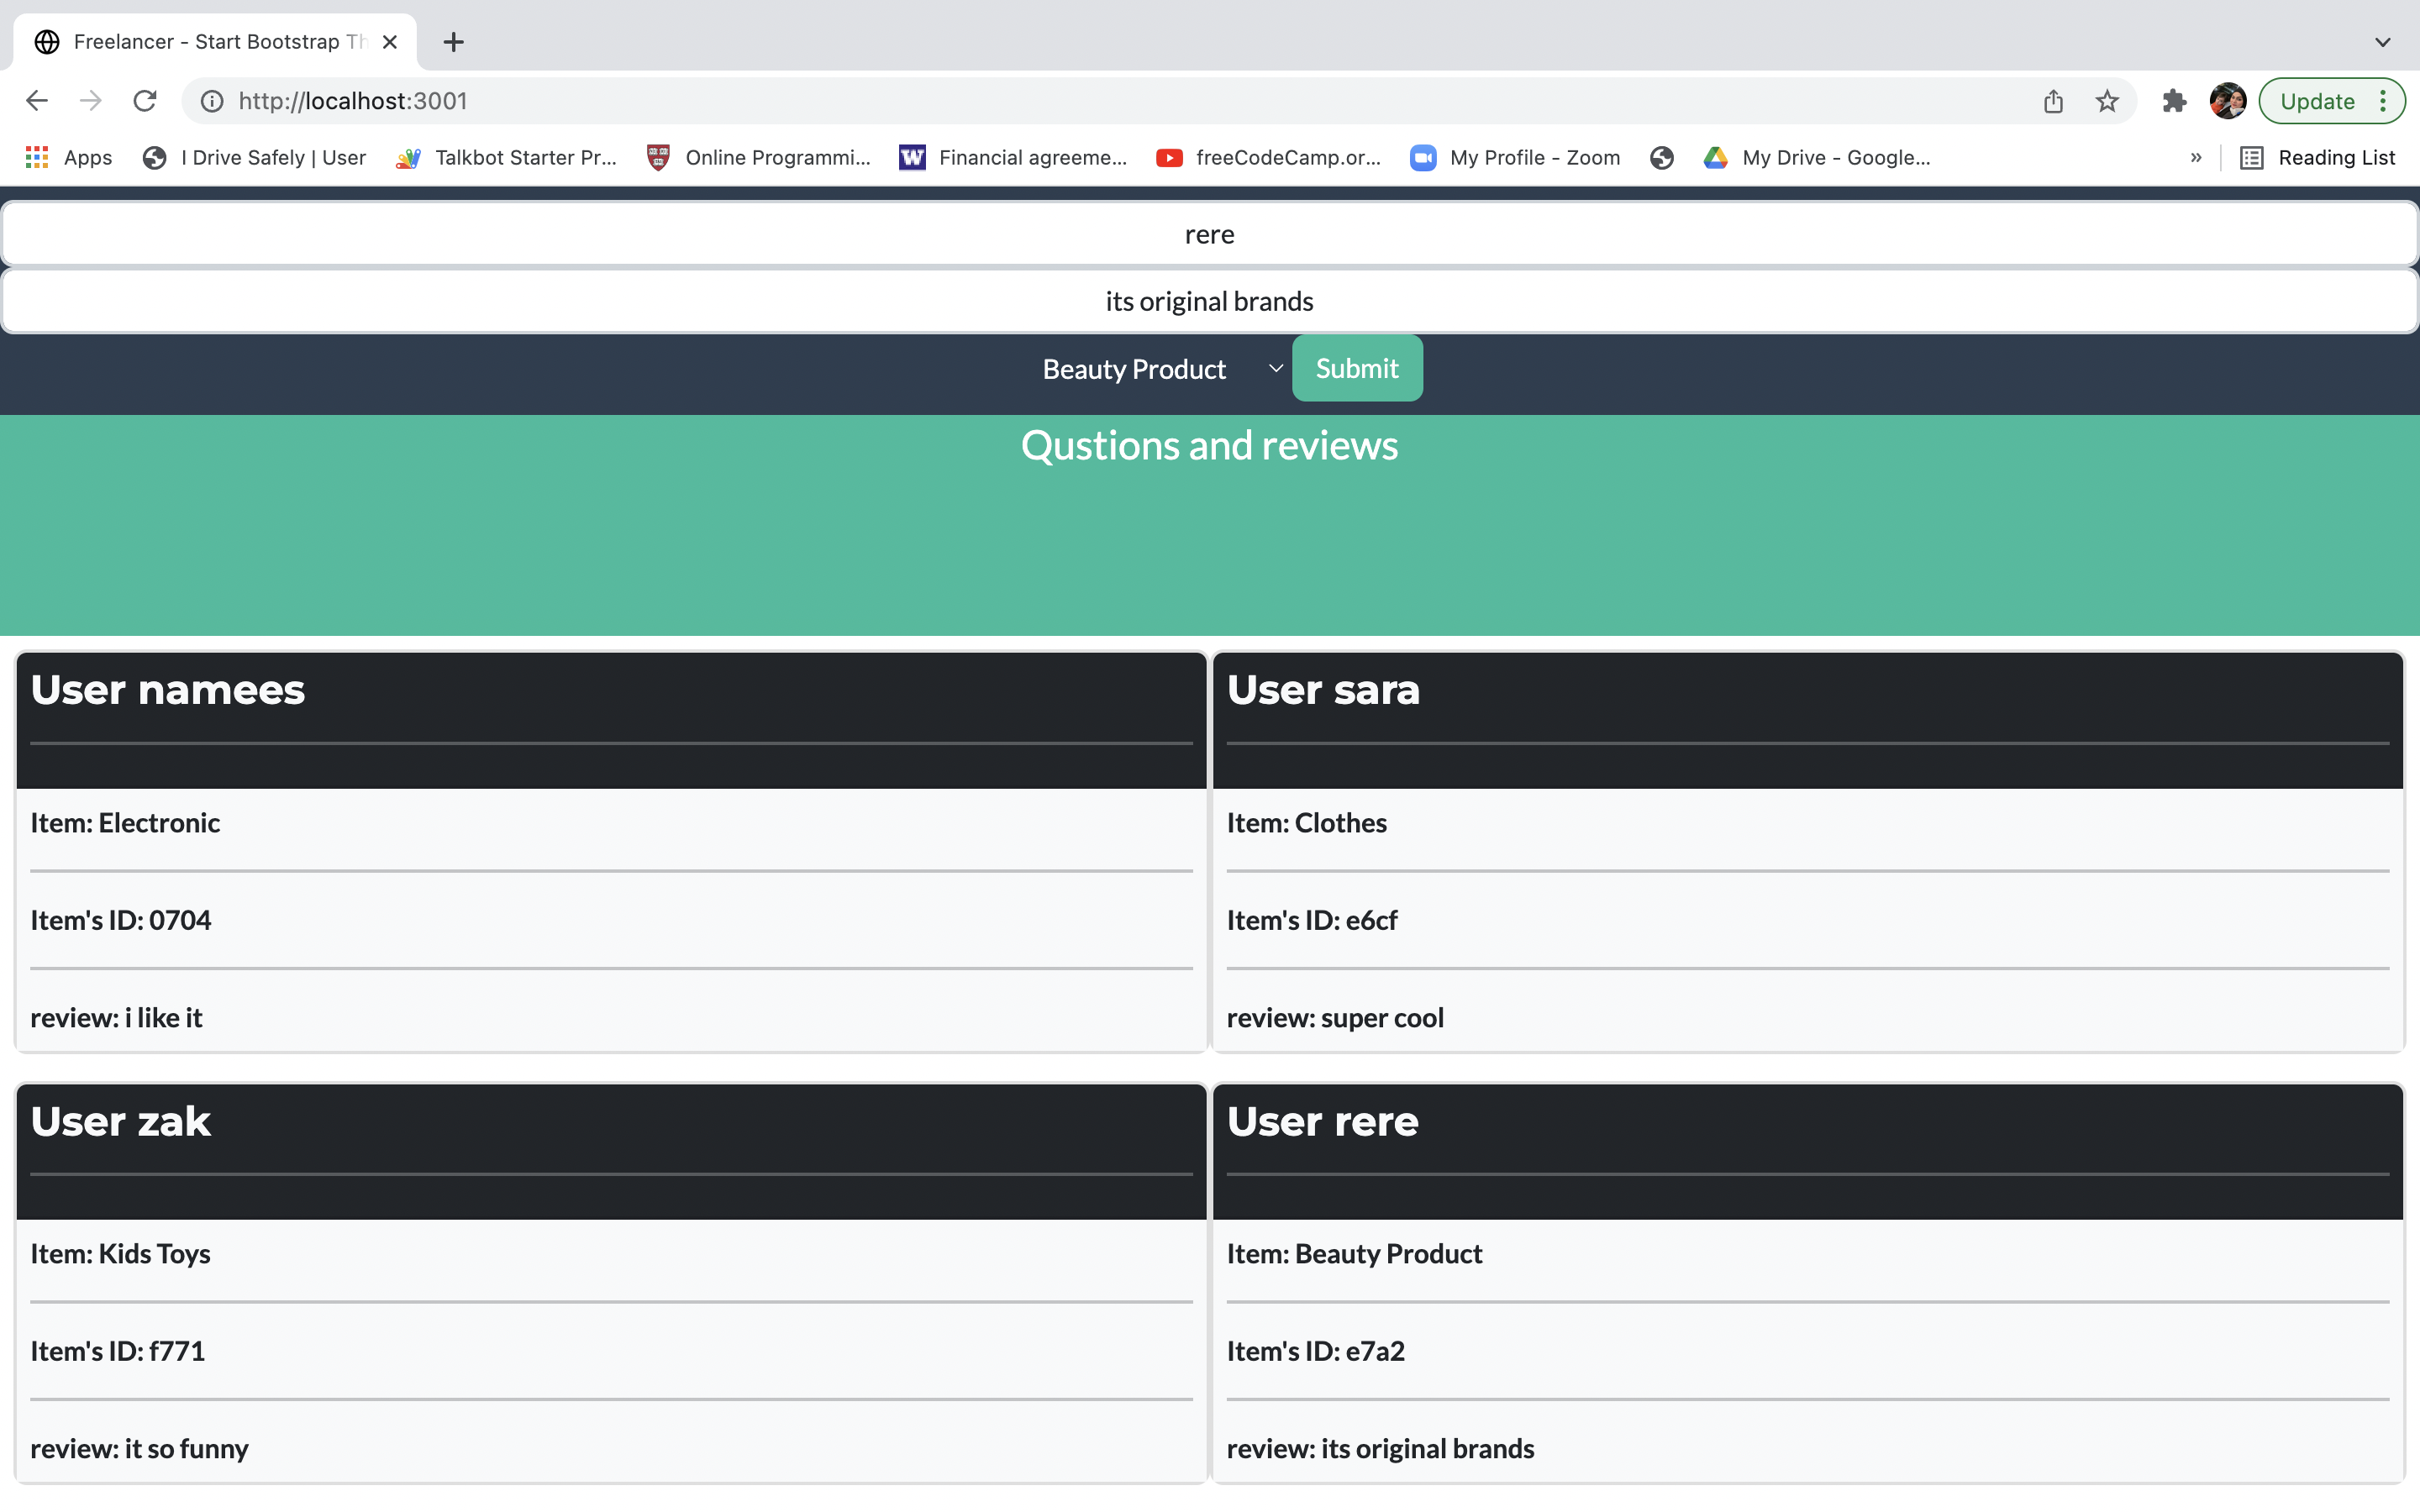 Freelancer - Start Bootstrap Th
http://localhost:3001
Update
Apps
I Drive Safely | User
Talkbot Starter Pr...
Online Programmi...
W
Financial agreeme...
freeCodeCamp.or...
My Profile - Zoom
My Drive - Google...
»
Reading List
rere
its original brands
Beauty Product
Submit
Qustions and reviews
User namees
Item: Electronic
Item's ID: 0704
review: i like it
User sara
Item: Clothes
Item's ID: e6cf
review: super cool
User zak
Item: Kids Toys
Item's ID: f771
review: it so funny
User rere
Item: Beauty Product
Item's ID: e7a2
review: its original brands